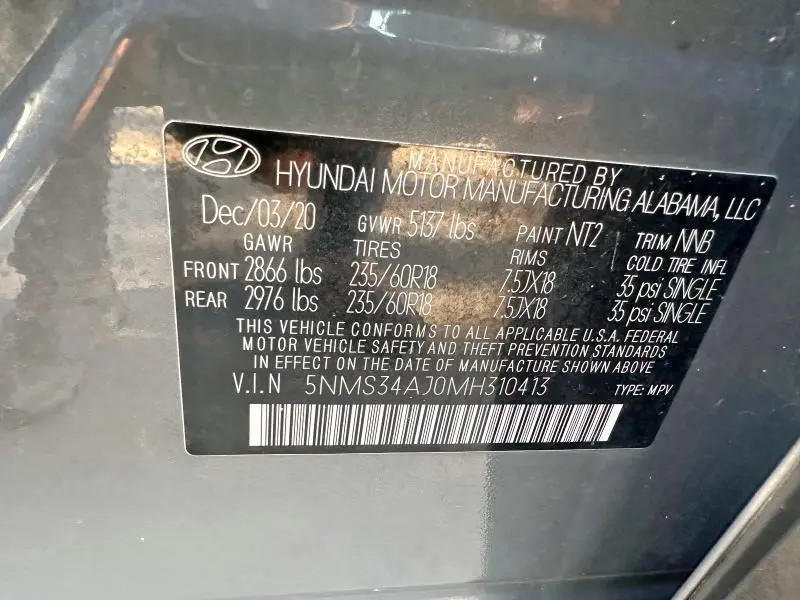 MANUFACTURED BY
HYUNDAI MOTOR MANUFACTURING ALABAMA, LLC
Dec/03/20 GVWR 5137 lbs PAINT NT2 TRIM NNB
GAWR TIRES RIMS COLD TIRE INFL
FRONT 2866 lbs 235/60R18 7.5JX18 35 psi SINGLE
REAR 2976 lbs 235/60R18 7.5JX18 35 psi SINGLE
THIS VEHICLE CONFORMS TO ALL APPLICABLE U.S.A. FEDERAL
MOTOR VEHICLE SAFETY AND THEFT PREVENTION STANDARDS
IN EFFECT ON THE DATE OF MANUFACTURE SHOWN ABOVE
V.I.N 5NMS34AJ0MH310413 TYPE: MPV